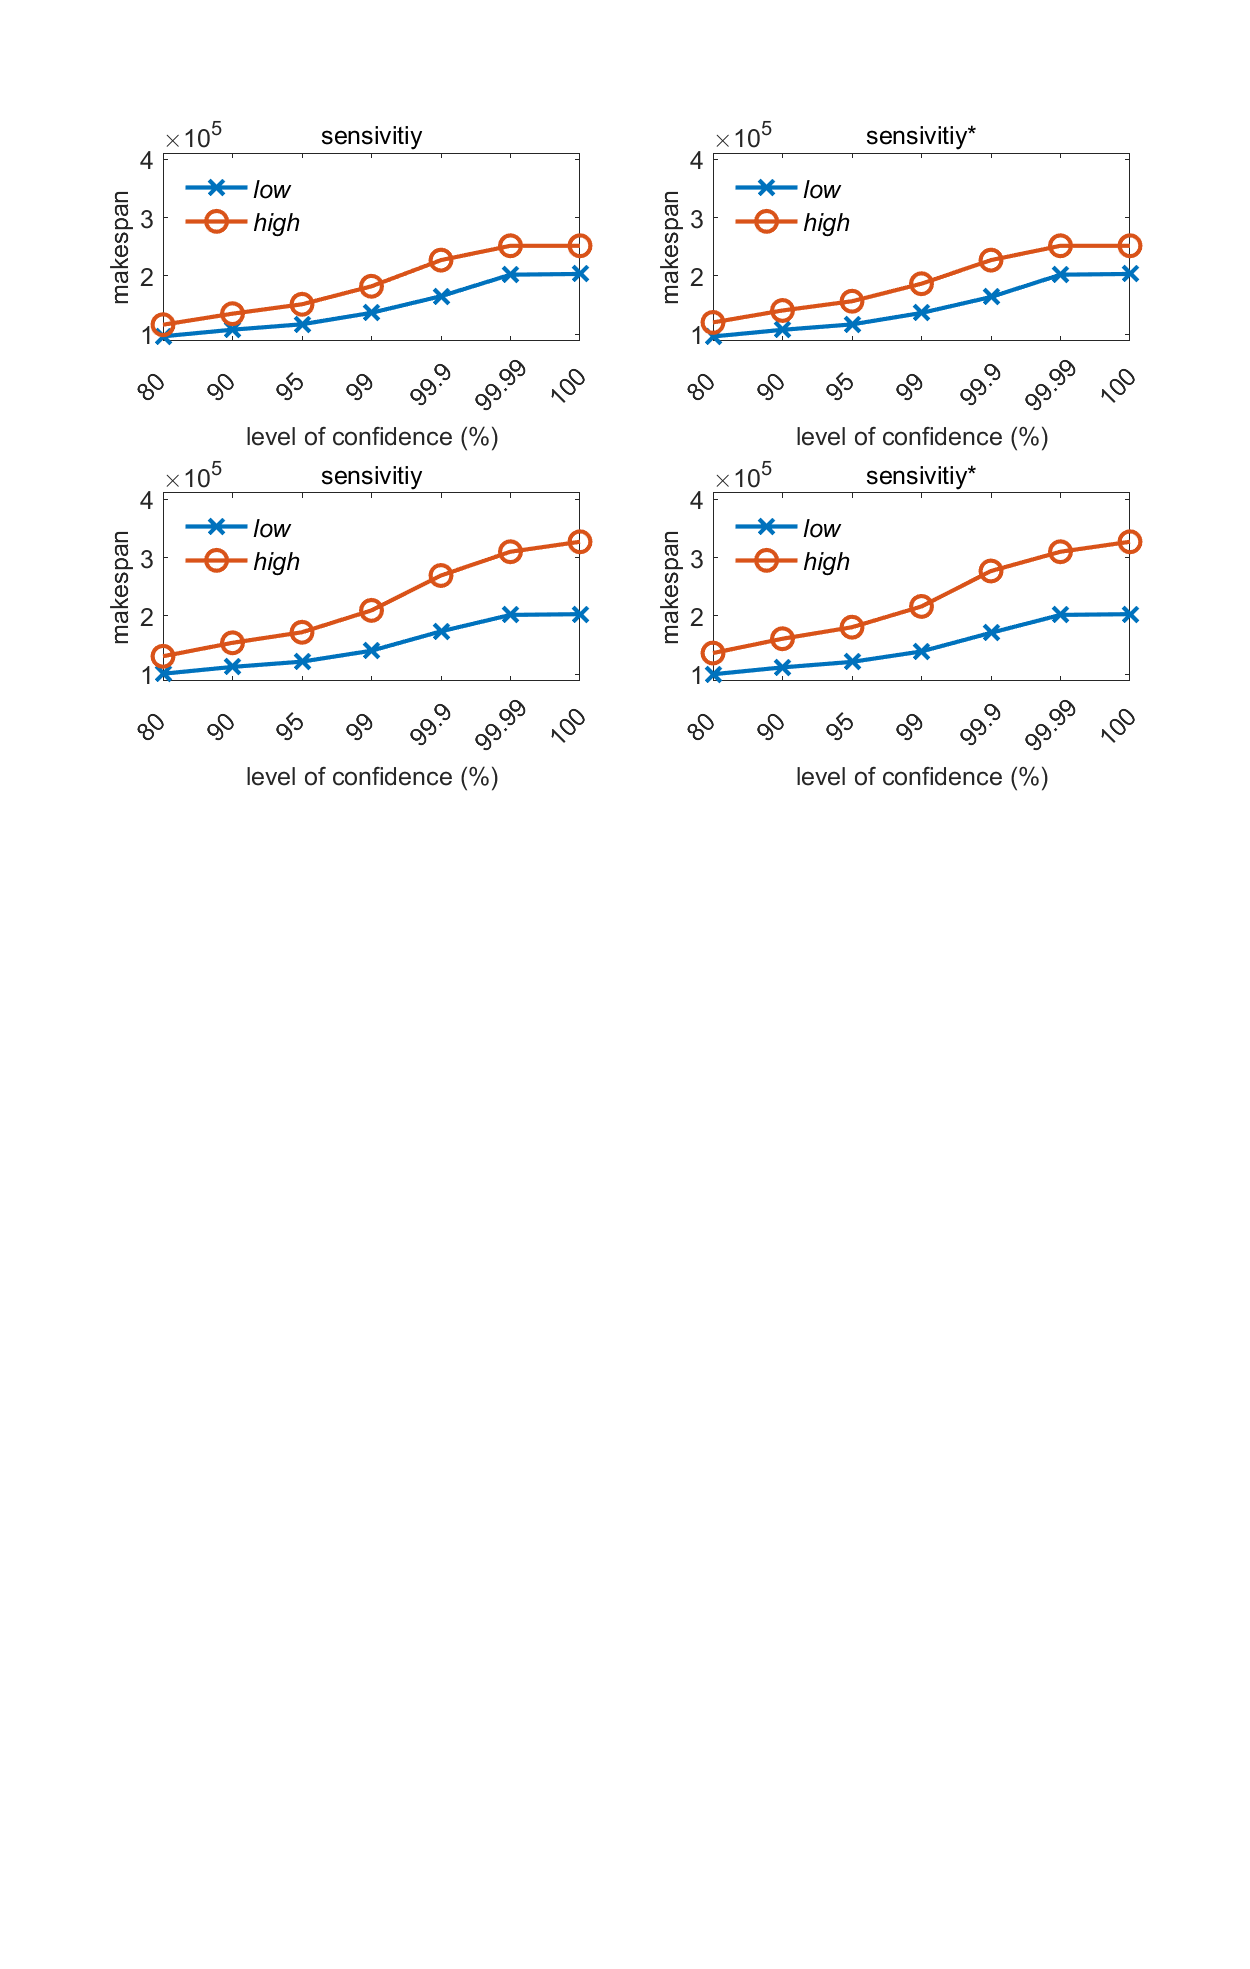 sensivitiy
×10^5
4
3
2
1
makespan
low
high
80
90
95
99
99.9
99.99
100
level of confidence (%)
sensivitiy*
×10^5
4
3
2
1
makespan
low
high
80
90
95
99
99.9
99.99
100
level of confidence (%)
sensivitiy
×10^5
4
3
2
1
makespan
low
high
80
90
95
99
99.9
99.99
100
level of confidence (%)
sensivitiy*
×10^5
4
3
2
1
makespan
low
high
80
90
95
99
99.9
99.99
100
level of confidence (%)